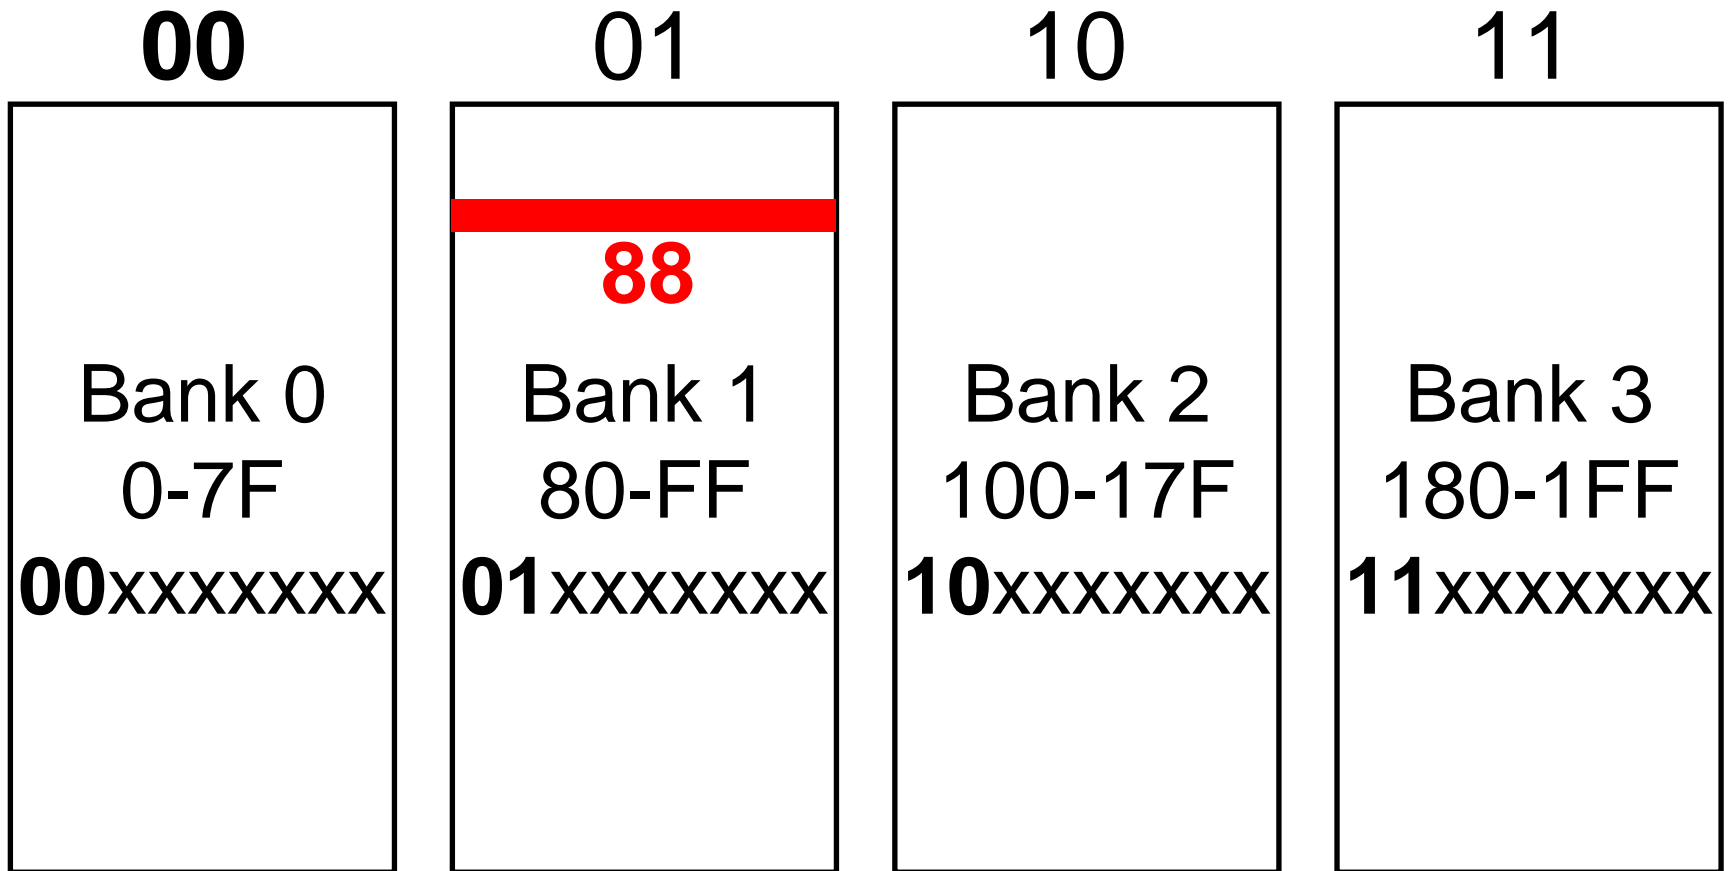 00 01 10 11
88
Bank 0 Bank 1 Bank 2 Bank 3
0-7F 80-FF 100-17F 180-1FF
00xxxxxxx 01xxxxxxx 10xxxxxxx 11xxxxxxx